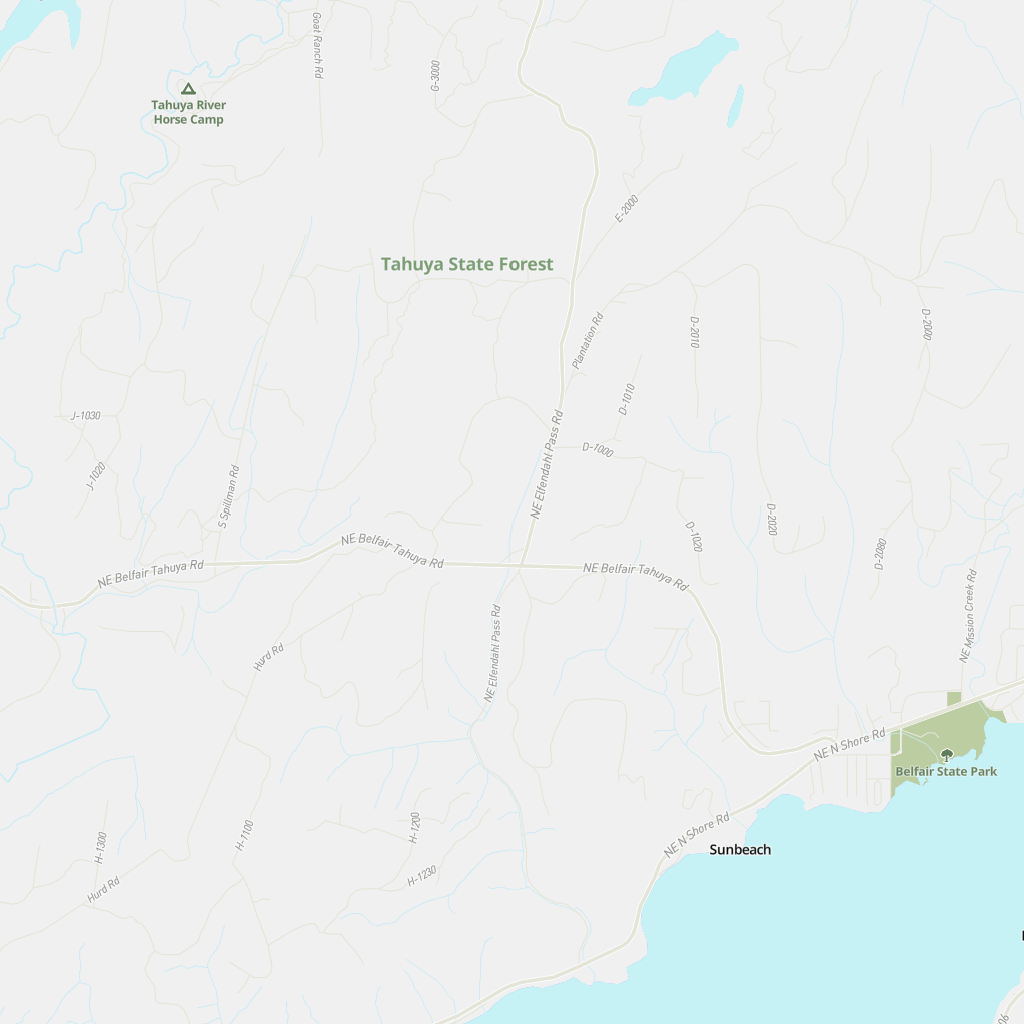 Goat Ranch Rd
G-3000
Tahuya River
Horse Camp
E-2000
Tahuya State Forest
Plantation Rd
D-2010
D-2000
D-1010
J-1030
NE Elfendahl Pass Rd
D-1000
J-1020
S Spillman Rd
D-2020
D-1020
NE Belfair Tahuya Rd
D-2080
NE Belfair Tahuya Rd
NE Belfair Tahuya Rd
NE Mission Creek Rd
Hurd Rd
NE Elfendahl Pass Rd
NE N Shore Rd
Belfair State Park
H-1300
H-1100
H-1200
NE N Shore Rd
Sunbeach
H-1230
Hurd Rd